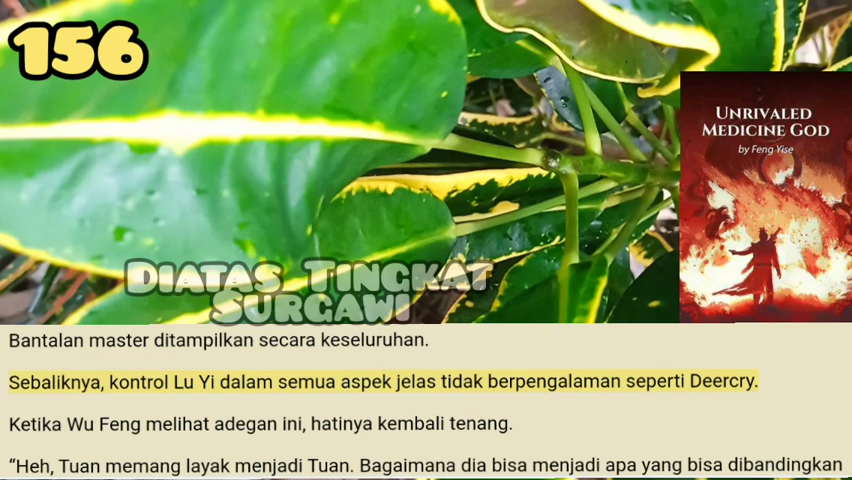 156
UNRIVALED
MEDICINE GOD
by Feng Yise
DIATAS TINGKAT
SURGAWI
Bantalan master ditampilkan secara keseluruhan.
Sebaliknya, kontrol Lu Yi dalam semua aspek jelas tidak berpengalaman seperti Deercry.
Ketika Wu Feng melihat adegan ini, hatinya kembali tenang.
“Heh, Tuan memang layak menjadi Tuan. Bagaimana dia bisa menjadi apa yang bisa dibandingkan